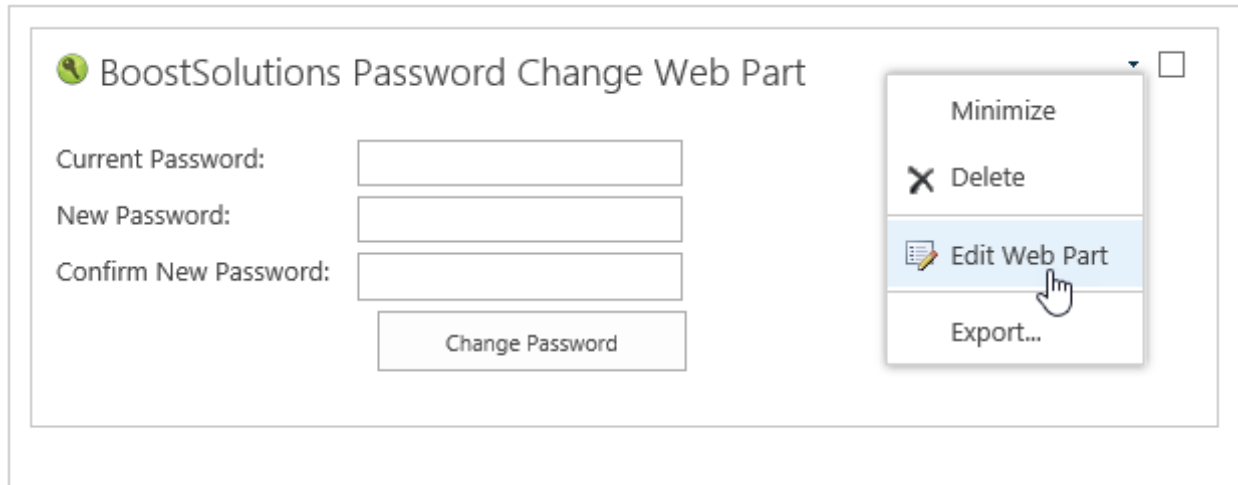 BoostSolutions Password Change Web Part
Current Password:
New Password:
Confirm New Password:
Change Password
Minimize
Delete
Edit Web Part
Export...